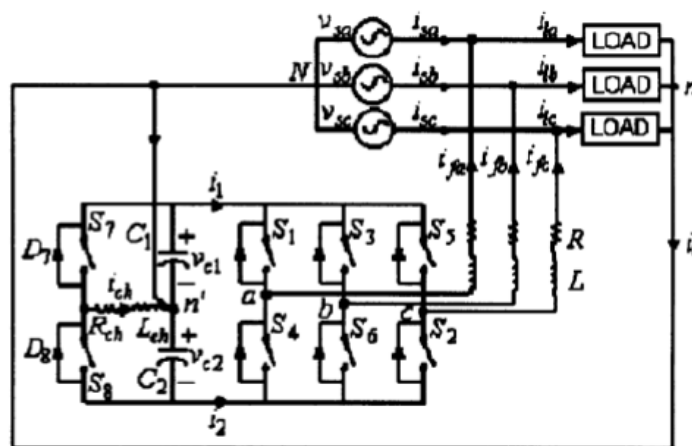 v_sa i_sa i_la LOAD
N v_sb i_sb i_lb LOAD n
v_sc i_sc i_lc LOAD
i_fa i_fb i_fc
i_1
S_7 C_1 + S_1 S_3 S_5 R
D_7 v_c1
i_ch − a L
n' b c
R_ch L_ch + S_4 S_6 S_2
D_8 v_c2
S_8 C_2 −
i_2